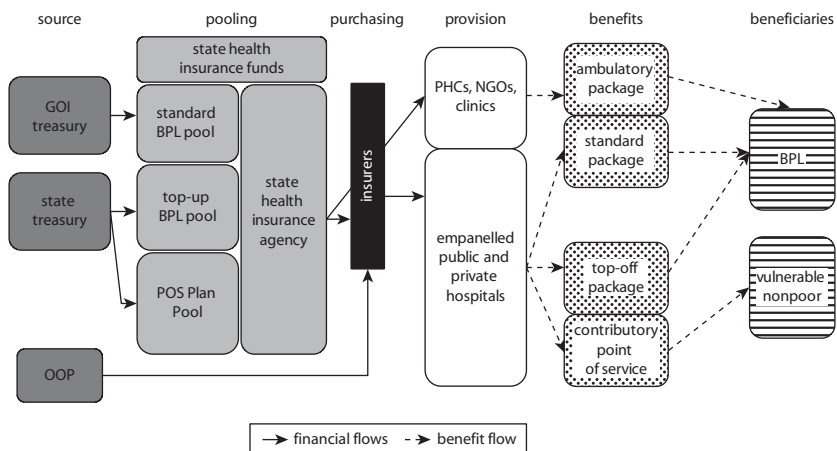 source
pooling
purchasing
provision
benefits
beneficiaries
state health
insurance funds
GOI
treasury
standard
BPL pool
state
treasury
top-up
BPL pool
POS Plan
Pool
state
health
insurance
agency
OOP
insurers
PHCs, NGOs,
clinics
empanelled
public and
private
hospitals
ambulatory
package
standard
package
top-off
package
contributory
point
of service
BPL
vulnerable
nonpoor
financial flows
benefit flow